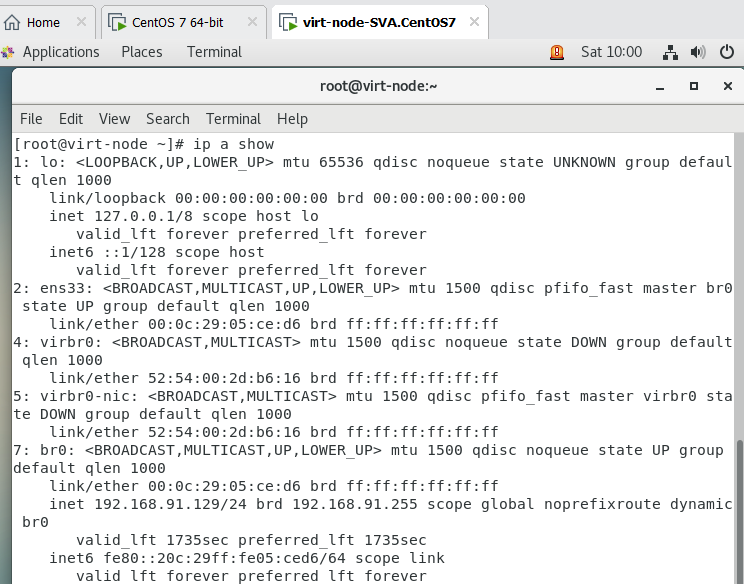 Home
CentOS 7 64-bit
virt-node-SVA.CentOS7
Applications Places Terminal Sat 10:00
root@virt-node:~
File Edit View Search Terminal Help
[root@virt-node ~]# ip a show
1: lo: <LOOPBACK,UP,LOWER_UP> mtu 65536 qdisc noqueue state UNKNOWN group defaul
t qlen 1000
    link/loopback 00:00:00:00:00:00 brd 00:00:00:00:00:00
    inet 127.0.0.1/8 scope host lo
       valid_lft forever preferred_lft forever
    inet6 ::1/128 scope host
       valid_lft forever preferred_lft forever
2: ens33: <BROADCAST,MULTICAST,UP,LOWER_UP> mtu 1500 qdisc pfifo_fast master br0
 state UP group default qlen 1000
    link/ether 00:0c:29:05:ce:d6 brd ff:ff:ff:ff:ff:ff
4: virbr0: <BROADCAST,MULTICAST> mtu 1500 qdisc noqueue state DOWN group default
 qlen 1000
    link/ether 52:54:00:2d:b6:16 brd ff:ff:ff:ff:ff:ff
5: virbr0-nic: <BROADCAST,MULTICAST> mtu 1500 qdisc pfifo_fast master virbr0 sta
te DOWN group default qlen 1000
    link/ether 52:54:00:2d:b6:16 brd ff:ff:ff:ff:ff:ff
7: br0: <BROADCAST,MULTICAST,UP,LOWER_UP> mtu 1500 qdisc noqueue state UP group
default qlen 1000
    link/ether 00:0c:29:05:ce:d6 brd ff:ff:ff:ff:ff:ff
    inet 192.168.91.129/24 brd 192.168.91.255 scope global noprefixroute dynamic
 br0
       valid_lft 1735sec preferred_lft 1735sec
    inet6 fe80::20c:29ff:fe05:ced6/64 scope link
       valid_lft forever preferred_lft forever